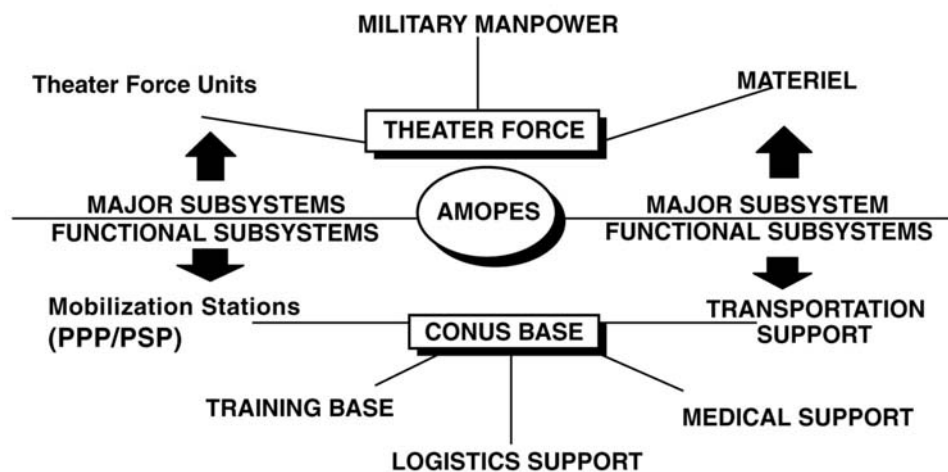 MILITARY MANPOWER
Theater Force Units
MATERIEL
THEATER FORCE
MAJOR SUBSYSTEMS
AMOPES
MAJOR SUBSYSTEM
FUNCTIONAL SUBSYSTEMS
FUNCTIONAL SUBSYSTEMS
Mobilization Stations
(PPP/PSP)
CONUS BASE
TRANSPORTATION
SUPPORT
TRAINING BASE
MEDICAL SUPPORT
LOGISTICS SUPPORT